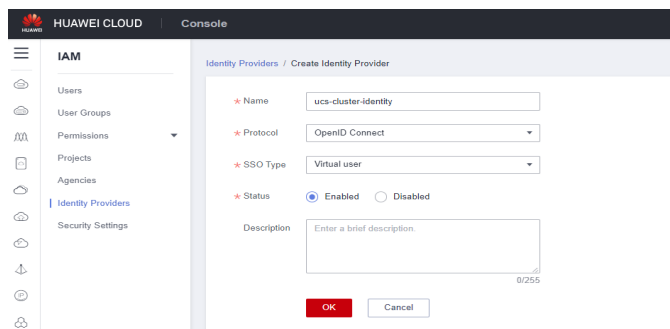 HUAWEI
HUAWEI CLOUD
Console
IAM
Users
User Groups
Permissions
Projects
Agencies
Identity Providers
Security Settings
Identity Providers / Create Identity Provider
* Name ucs-cluster-identity
* Protocol OpenID Connect
* SSO Type Virtual user
* Status Enabled Disabled
Description Enter a brief description.
0/255
OK Cancel
IP